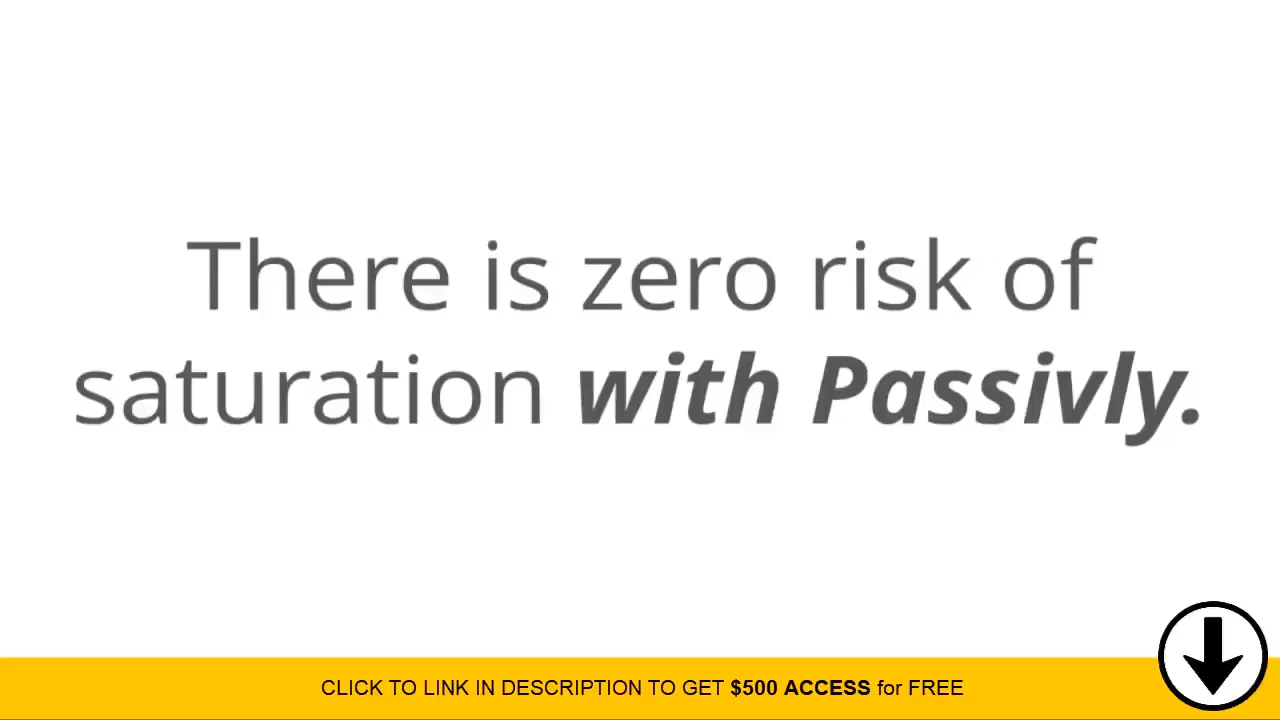 There is zero risk of
saturation with Passivly.
CLICK TO LINK IN DESCRIPTION TO GET $500 ACCESS for FREE